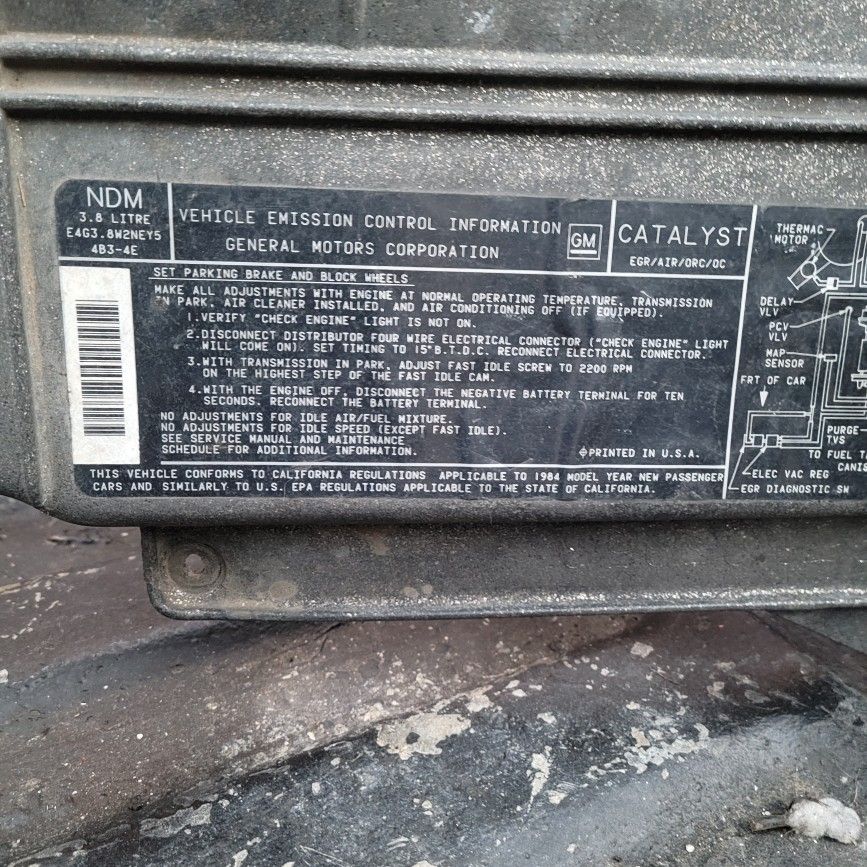 NDM
3.8 LITRE
E4G3.8W2NEY5
4B3-4E
VEHICLE EMISSION CONTROL INFORMATION
GENERAL MOTORS CORPORATION
GM
CATALYST
EGR/AIR/ORC/OC
SET PARKING BRAKE AND BLOCK WHEELS
MAKE ALL ADJUSTMENTS WITH ENGINE AT NORMAL OPERATING TEMPERATURE, TRANSMISSION
IN PARK, AIR CLEANER INSTALLED, AND AIR CONDITIONING OFF (IF EQUIPPED).
1. VERIFY "CHECK ENGINE" LIGHT IS NOT ON.
2. DISCONNECT DISTRIBUTOR FOUR WIRE ELECTRICAL CONNECTOR ("CHECK ENGINE" LIGHT
WILL COME ON). SET TIMING TO 15° B.T.D.C. RECONNECT ELECTRICAL CONNECTOR.
3. WITH TRANSMISSION IN PARK, ADJUST FAST IDLE SCREW TO 2200 RPM
ON THE HIGHEST STEP OF THE FAST IDLE CAM.
4. WITH THE ENGINE OFF, DISCONNECT THE NEGATIVE BATTERY TERMINAL FOR TEN
SECONDS. RECONNECT THE BATTERY TERMINAL.
NO ADJUSTMENTS FOR IDLE AIR/FUEL MIXTURE.
NO ADJUSTMENTS FOR IDLE SPEED (EXCEPT FAST IDLE).
SEE SERVICE MANUAL AND MAINTENANCE
SCHEDULE FOR ADDITIONAL INFORMATION.
PRINTED IN U.S.A.
THIS VEHICLE CONFORMS TO CALIFORNIA REGULATIONS APPLICABLE TO 1984 MODEL YEAR NEW PASSENGER
CARS AND SIMILARLY TO U.S. EPA REGULATIONS APPLICABLE TO THE STATE OF CALIFORNIA.
THERMAC
MOTOR
DELAY
VLV
PCV
VLV
MAP
SENSOR
FRT OF CAR
PURGE
TVS
TO FUEL T
CANIS
ELEC VAC REG
EGR DIAGNOSTIC SW